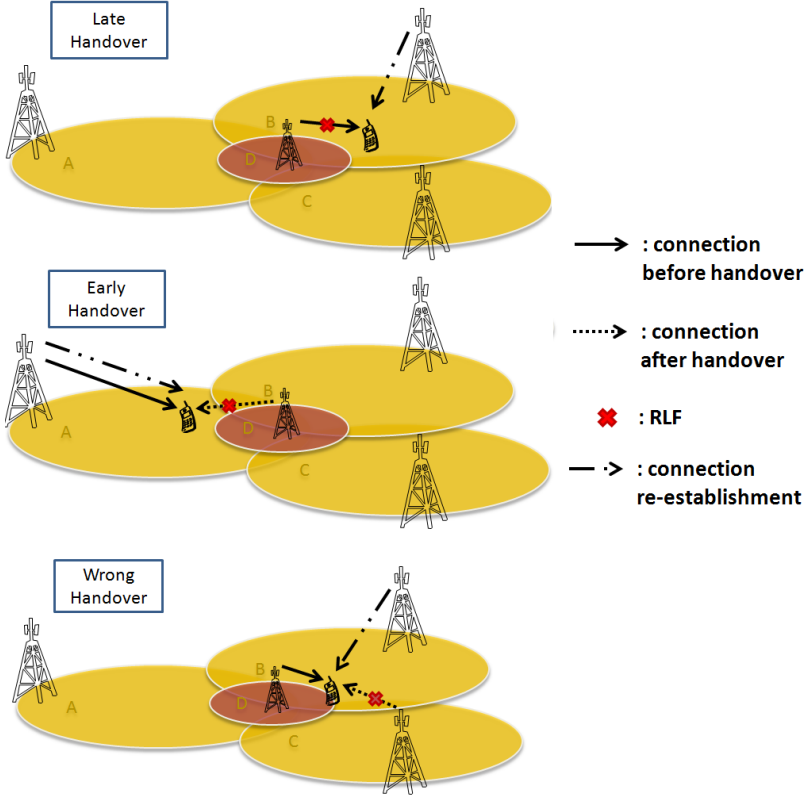 Late
Handover
B
D
A
C
: connection
before handover
Early
Handover
: connection
after handover
B
A
D
: RLF
C
: connection
re-establishment
Wrong
Handover
B
D
A
C